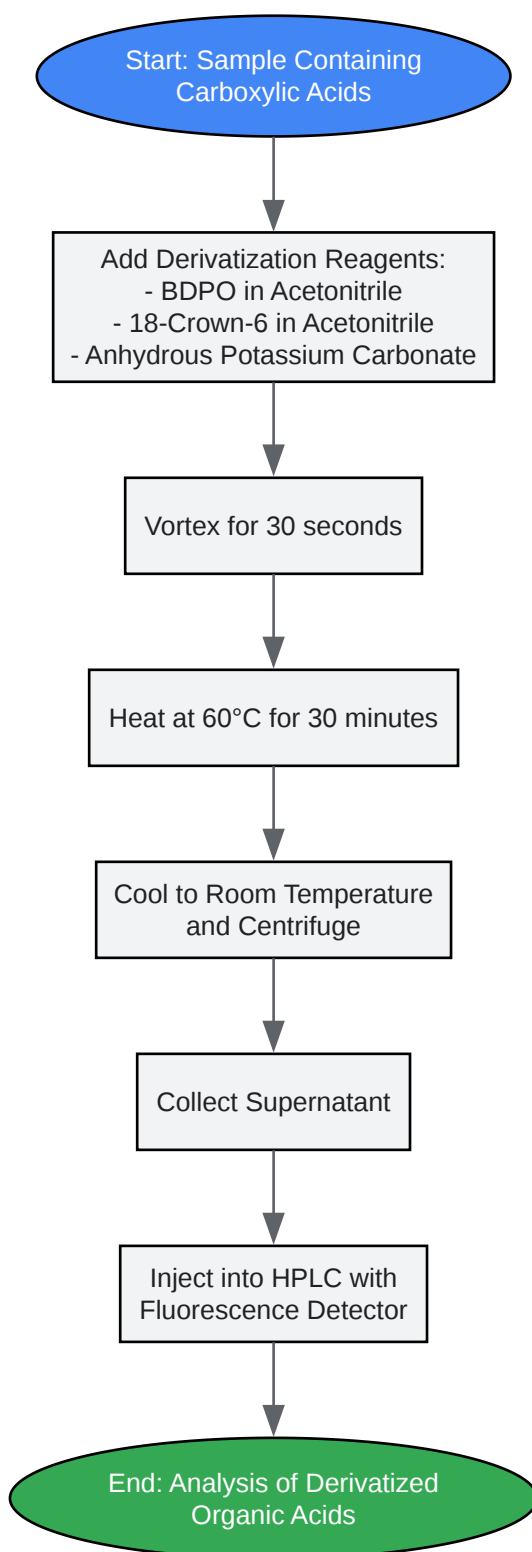 Start: Sample Containing
Carboxylic Acids
Add Derivatization Reagents:
- BDPO in Acetonitrile
- 18-Crown-6 in Acetonitrile
- Anhydrous Potassium Carbonate
Vortex for 30 seconds
Heat at 60°C for 30 minutes
Cool to Room Temperature
and Centrifuge
Collect Supernatant
Inject into HPLC with
Fluorescence Detector
End: Analysis of Derivatized
Organic Acids